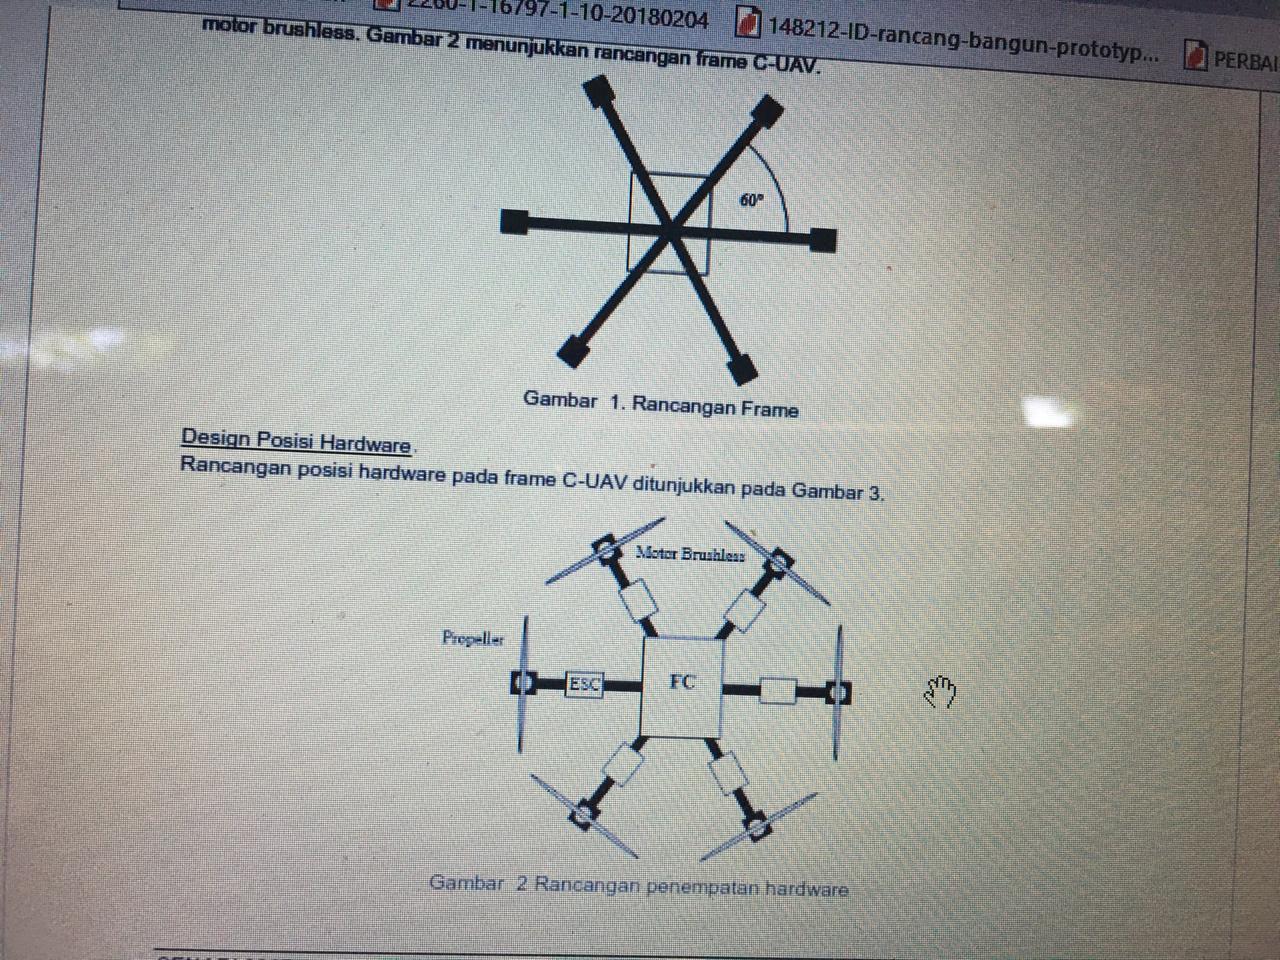 2260-1-16797-1-10-20180204
148212-ID-rancang-bangun-prototyp...
PERBAI
motor brushless. Gambar 2 menunjukkan rancangan frame C-UAV.
60°
Gambar 1. Rancangan Frame
Design Posisi Hardware.
Rancangan posisi hardware pada frame C-UAV ditunjukkan pada Gambar 3.
Motor Brushless
Propeller
ESC
FC
Gambar 2 Rancangan penempatan hardware